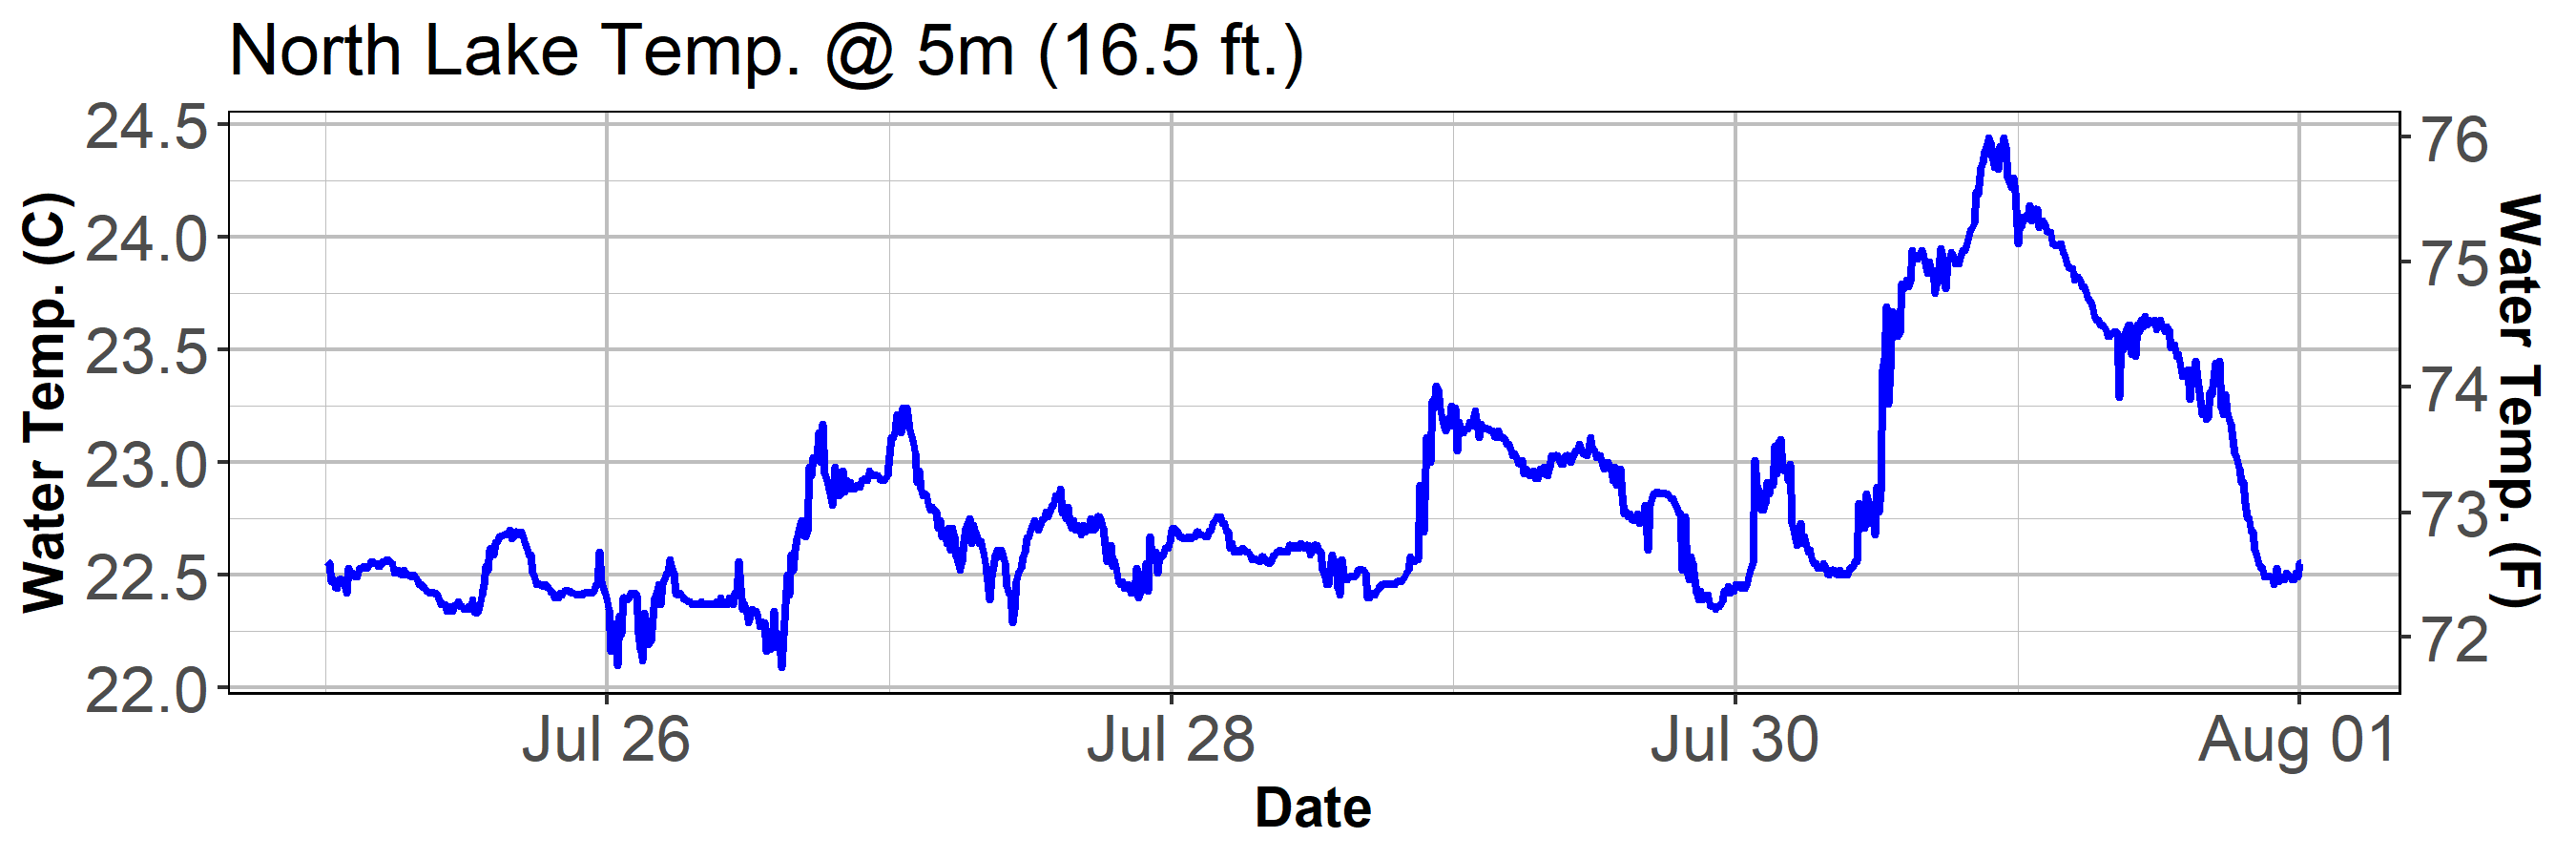 North Lake Temp. @ 5m (16.5 ft.)
Water Temp. (C)
24.5
24.0
23.5
23.0
22.5
22.0
76
75
74
73
72
Water Temp. (F)
Jul 26 Jul 28 Jul 30 Aug 01
Date